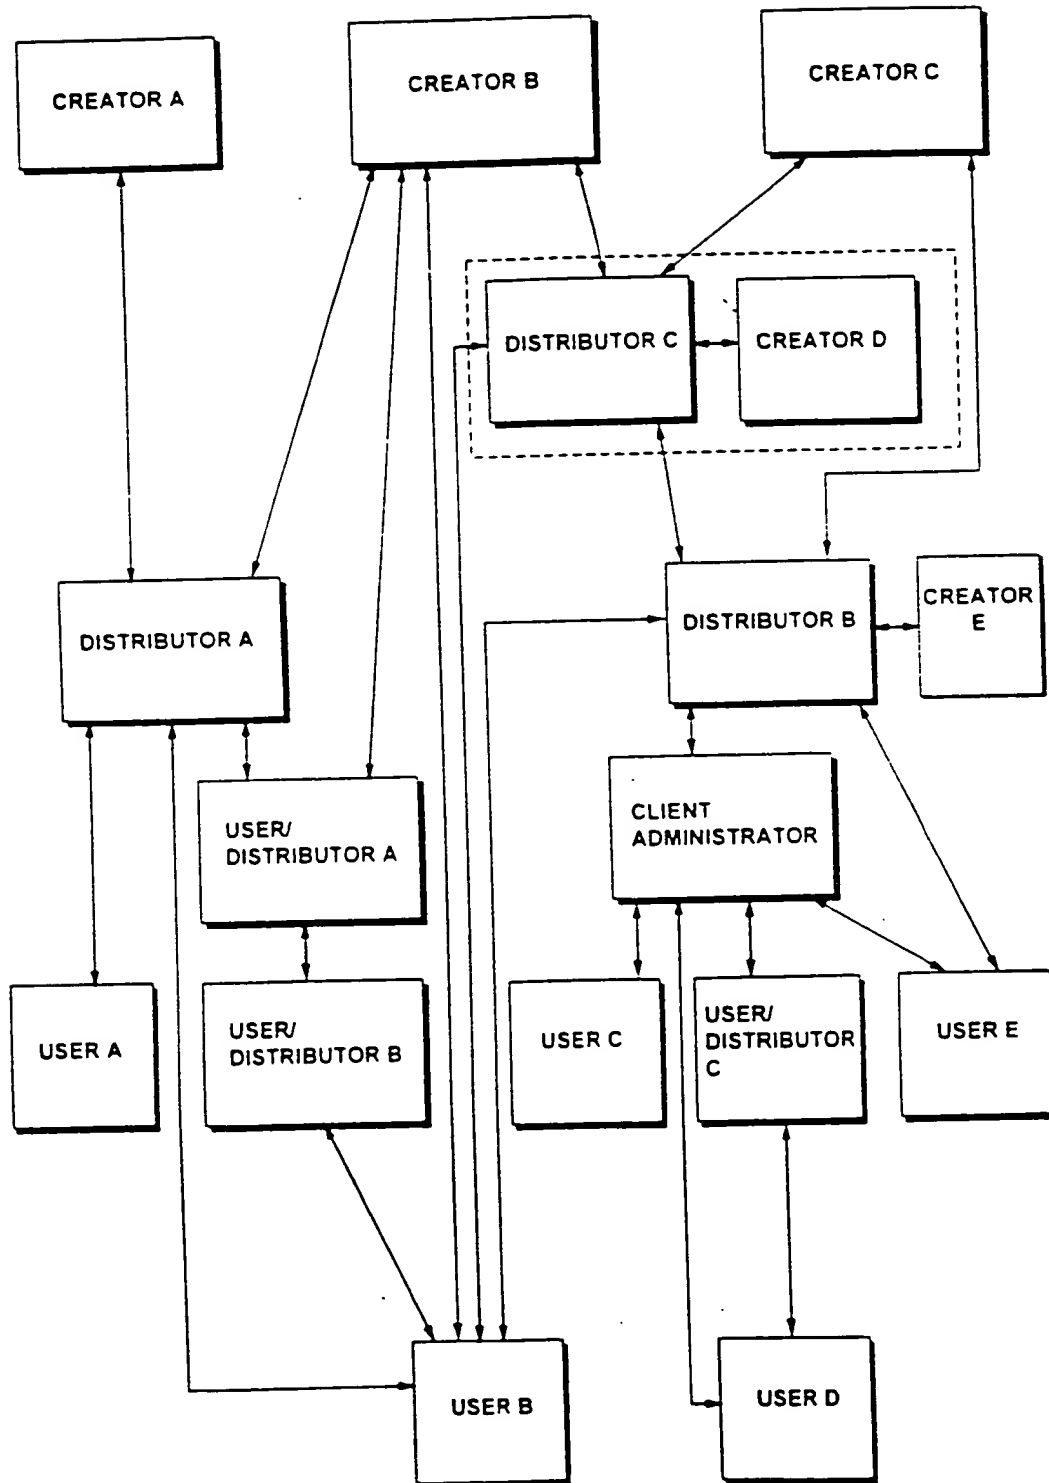 CREATOR A
CREATOR B
CREATOR C
DISTRIBUTOR C
CREATOR D
DISTRIBUTOR A
DISTRIBUTOR B
CREATOR
E
USER/
DISTRIBUTOR A
CLIENT
ADMINISTRATOR
USER A
USER/
DISTRIBUTOR B
USER C
USER/
DISTRIBUTOR
C
USER E
USER B
USER D